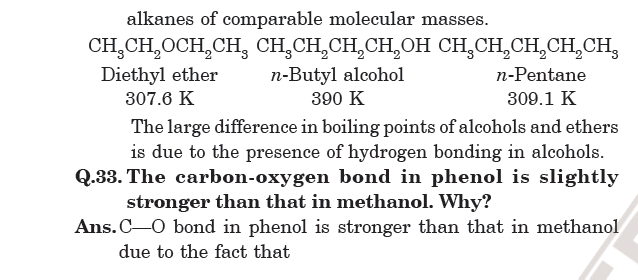 alkanes of comparable molecular masses.
CH₃CH₂OCH₂CH₃ CH₃CH₂CH₂CH₂OH CH₃CH₂CH₂CH₂CH₃
Diethyl ether n-Butyl alcohol n-Pentane
307.6 K 390 K 309.1 K
The large difference in boiling points of alcohols and ethers
is due to the presence of hydrogen bonding in alcohols.
Q.33. The carbon-oxygen bond in phenol is slightly
stronger than that in methanol. Why?
Ans. C—O bond in phenol is stronger than that in methanol
due to the fact that